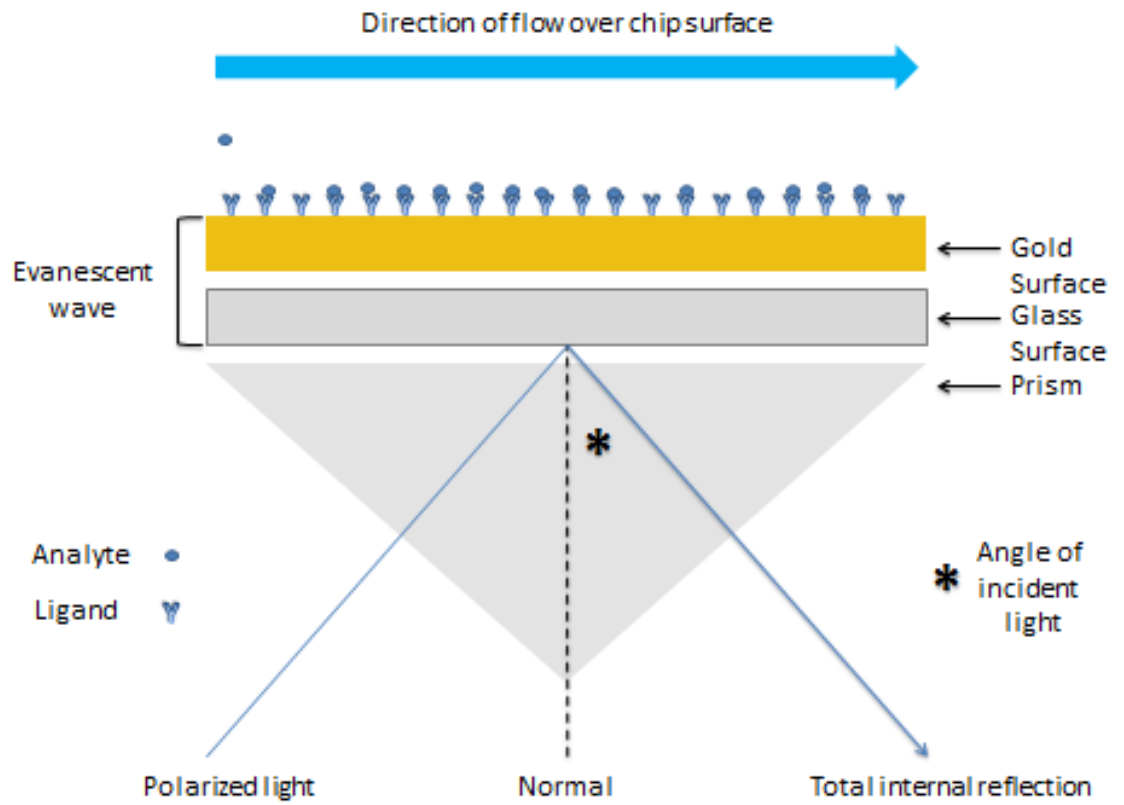 Direction of flow over chip surface
Evanescent
wave
Gold
Surface
Glass
Surface
Prism
*
Analyte
Ligand
*
Angle of
incident
light
Polarized light
Normal
Total internal reflection